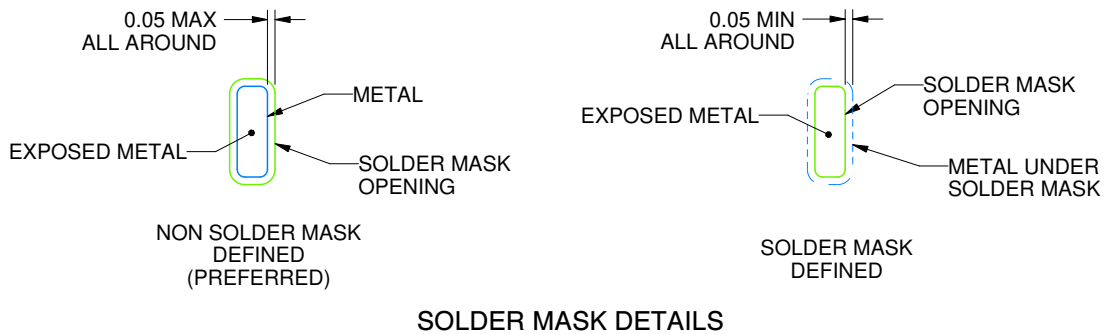 0.05 MAX
ALL AROUND
METAL
EXPOSED METAL
SOLDER MASK
OPENING
NON SOLDER MASK
DEFINED
(PREFERRED)
0.05 MIN
ALL AROUND
SOLDER MASK
OPENING
EXPOSED METAL
METAL UNDER
SOLDER MASK
SOLDER MASK
DEFINED
SOLDER MASK DETAILS